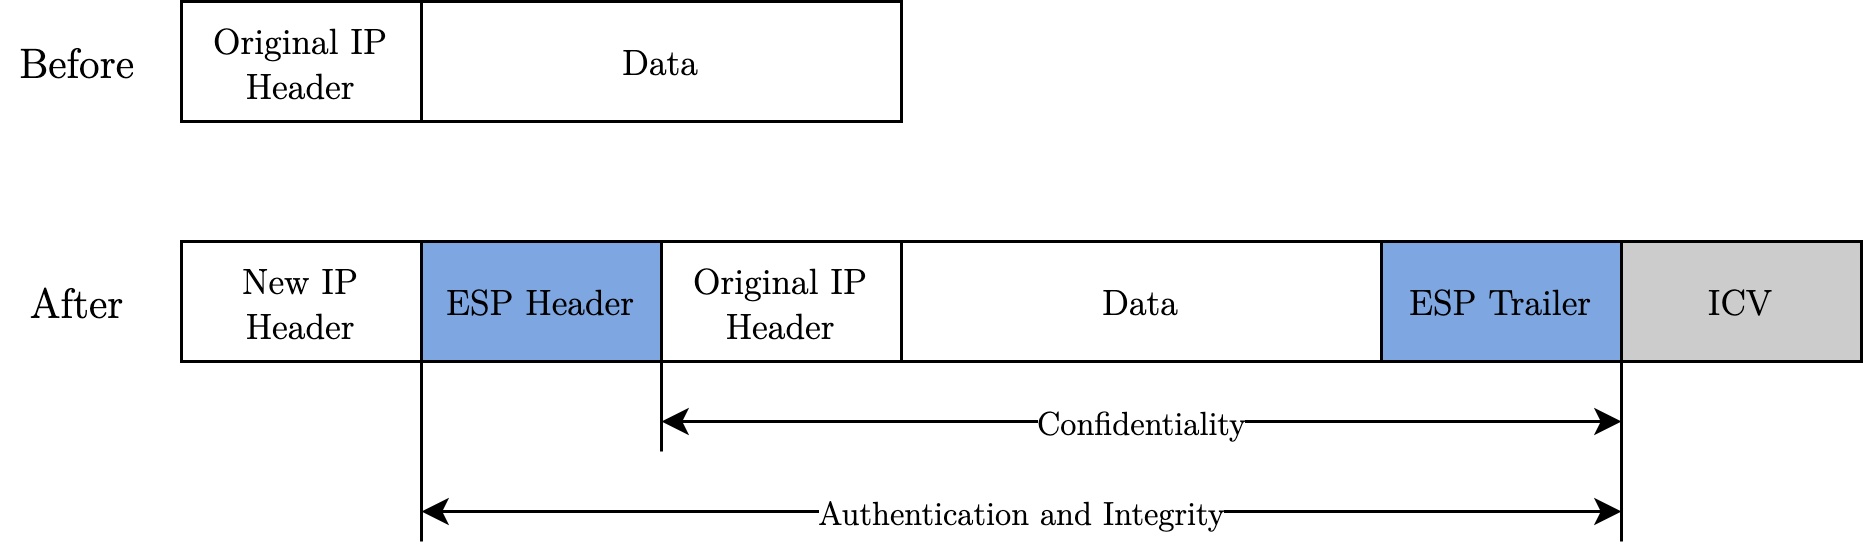 Before
Original IP
Header
Data
After
New IP
Header
ESP Header
Original IP
Header
Data
ESP Trailer
ICV
Confidentiality
Authentication and Integrity